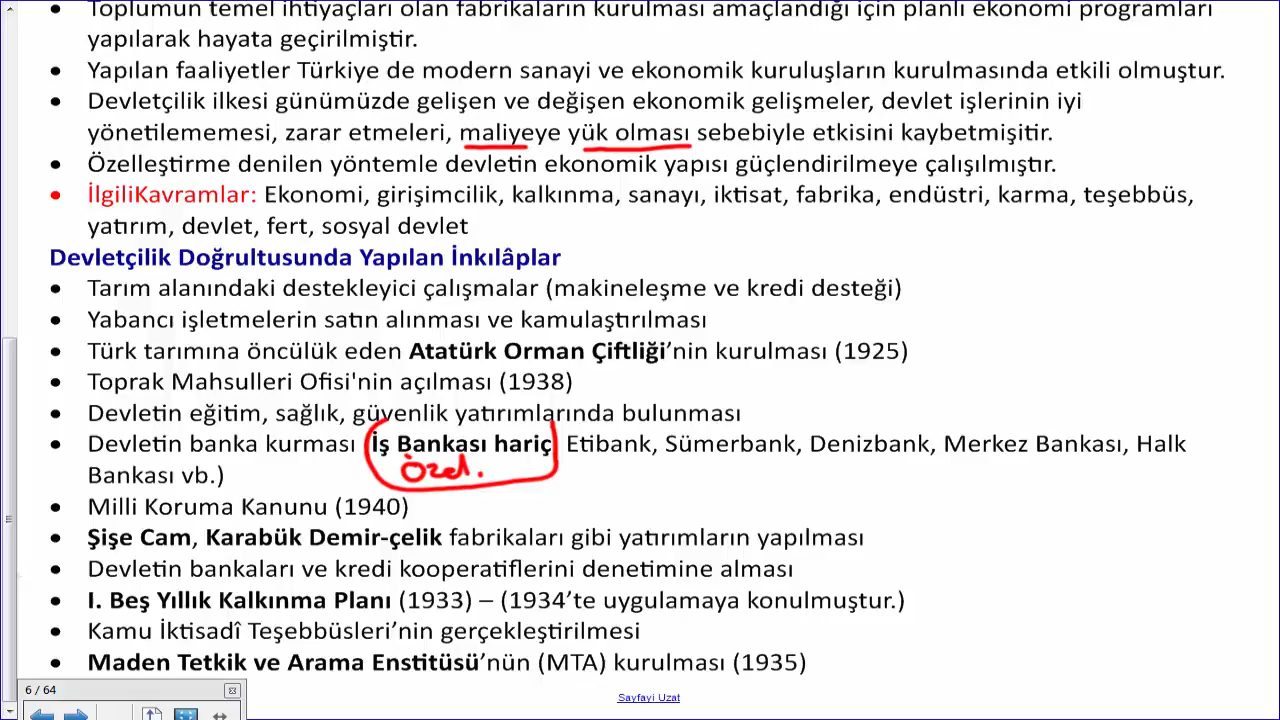 • Toplumun temel ihtiyaçları olan fabrikaların kurulması amaçlandığı için planlı ekonomi programları
yapılarak hayata geçirilmiştir.
• Yapılan faaliyetler Türkiye de modern sanayi ve ekonomik kuruluşların kurulmasında etkili olmuştur.
• Devletçilik ilkesi günümüzde gelişen ve değişen ekonomik gelişmeler, devlet işlerinin iyi
yönetilememesi, zarar etmeleri, maliyeye yük olması sebebiyle etkisini kaybetmişitir.
• Özelleştirme denilen yöntemle devletin ekonomik yapısı güçlendirilmeye çalışılmıştır.
• İlgiliKavramlar: Ekonomi, girişimcilik, kalkınma, sanayı, iktisat, fabrika, endüstri, karma, teşebbüs,
yatırım, devlet, fert, sosyal devlet
Devletçilik Doğrultusunda Yapılan İnkılâplar
• Tarım alanındaki destekleyici çalışmalar (makineleşme ve kredi desteği)
• Yabancı işletmelerin satın alınması ve kamulaştırılması
• Türk tarımına öncülük eden Atatürk Orman Çiftliği’nin kurulması (1925)
• Toprak Mahsulleri Ofisi'nin açılması (1938)
• Devletin eğitim, sağlık, güvenlik yatırımlarında bulunması
• Devletin banka kurması İş Bankası hariç Etibank, Sümerbank, Denizbank, Merkez Bankası, Halk
Bankası vb.)
özel.
• Milli Koruma Kanunu (1940)
• Şişe Cam, Karabük Demir-çelik fabrikaları gibi yatırımların yapılması
• Devletin bankaları ve kredi kooperatiflerini denetimine alması
• I. Beş Yıllık Kalkınma Planı (1933) – (1934’te uygulamaya konulmuştur.)
• Kamu İktisadî Teşebbüsleri’nin gerçekleştirilmesi
• Maden Tetkik ve Arama Enstitüsü’nün (MTA) kurulması (1935)
6 / 64
Sayfayi Uzat